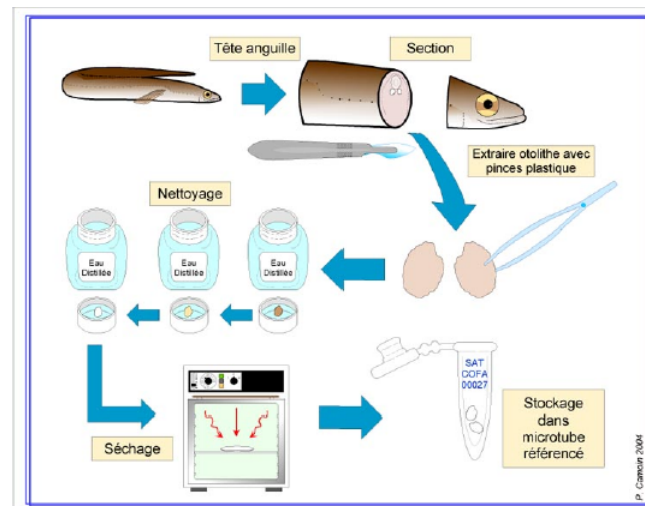 Tête anguille
Section
Extraire otolithe avec
pinces plastique
Nettoyage
Eau
Distillée
Eau
Distillée
Eau
Distillée
SAT
COFA
00027
Séchage
Stockage
dans
microtube
référencé
P. Camoin 2004